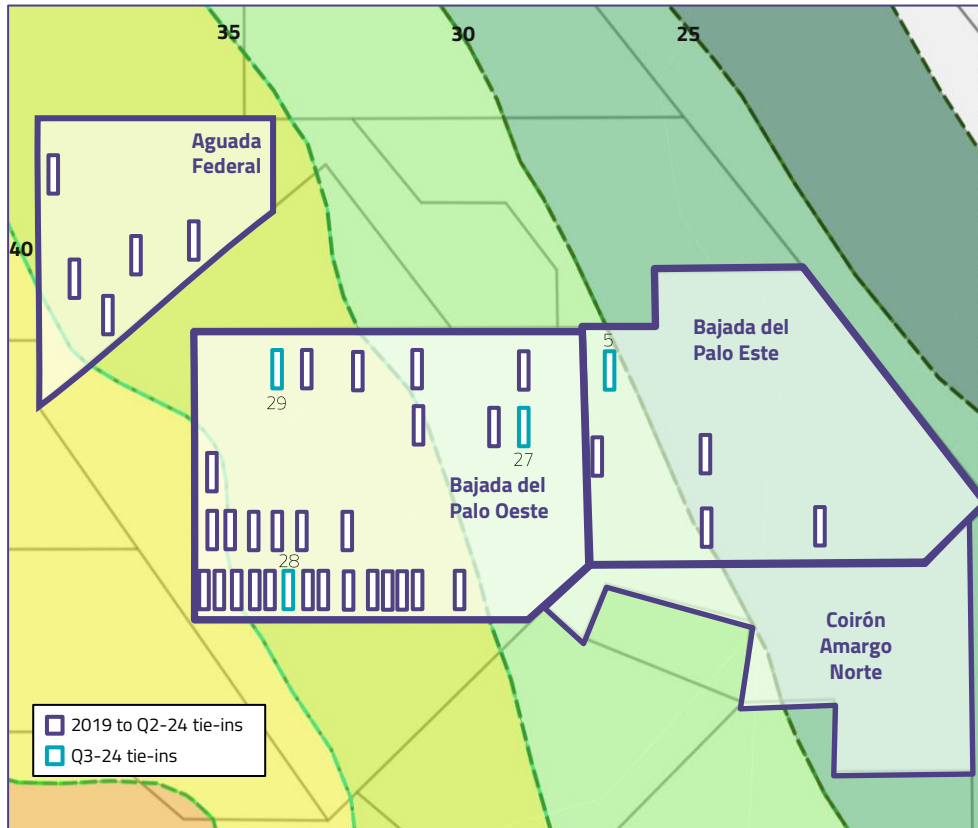 35
30
25
Aguada
Federal
40
Bajada del
Palo Este
5
29
27
Bajada del
Palo Oeste
28
Coirón
Amargo
Norte
2019 to Q2-24 tie-ins
Q3-24 tie-ins